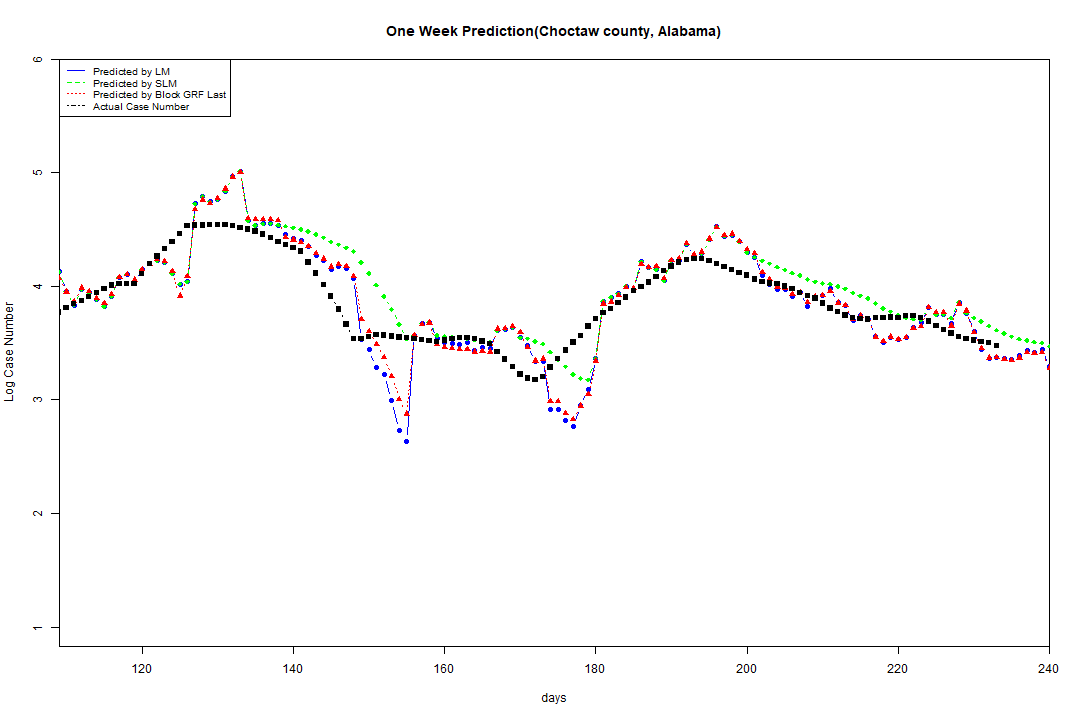 One Week Prediction(Choctaw county, Alabama)
Predicted by LM
Predicted by SLM
Predicted by Block GRF Last
Actual Case Number
6
5
4
3
2
1
Log Case Number
120 140 160 180 200 220 240
days